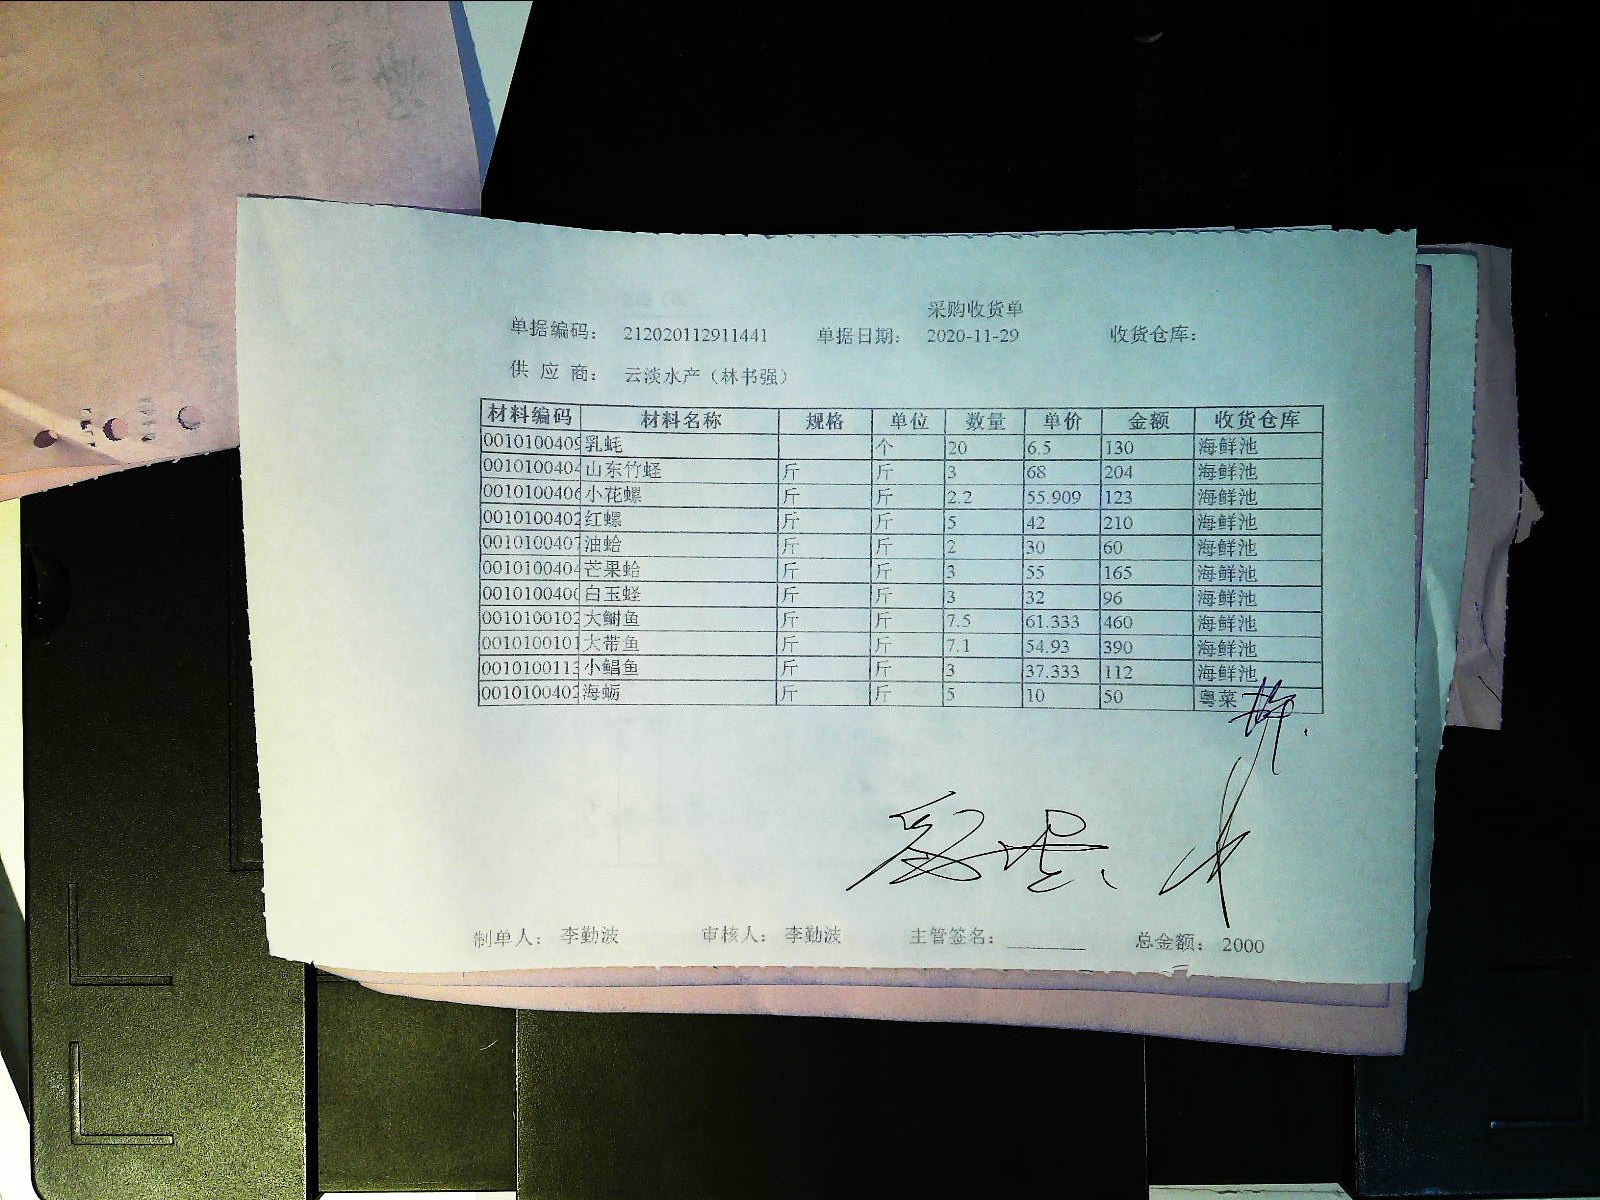 采购收货单
单据编码： 212020112911441 单据日期： 2020-11-29 收货仓库：
供 应 商： 云淡水产（林书强）
材料编码 材料名称 规格 单位 数量 单价 金额 收货仓库
0010100409 乳蚝 个 20 6.5 130 海鲜池
0010100404 山东竹蛏 斤 斤 3 68 204 海鲜池
0010100406 小花螺 斤 斤 2.2 55.909 123 海鲜池
0010100402 红螺 斤 斤 5 42 210 海鲜池
0010100407 油蛤 斤 斤 2 30 60 海鲜池
0010100404 芒果蛤 斤 斤 3 55 165 海鲜池
0010100400 白玉蛏 斤 斤 3 32 96 海鲜池
0010100102 大鲥鱼 斤 斤 7.5 61.333 460 海鲜池
0010100101 大带鱼 斤 斤 7.1 54.93 390 海鲜池
0010100113 小鲳鱼 斤 斤 3 37.333 112 海鲜池
0010100402 海蛎 斤 斤 5 10 50 粤菜
制单人： 李勤波 审核人： 李勤波 主管签名： 总金额： 2000